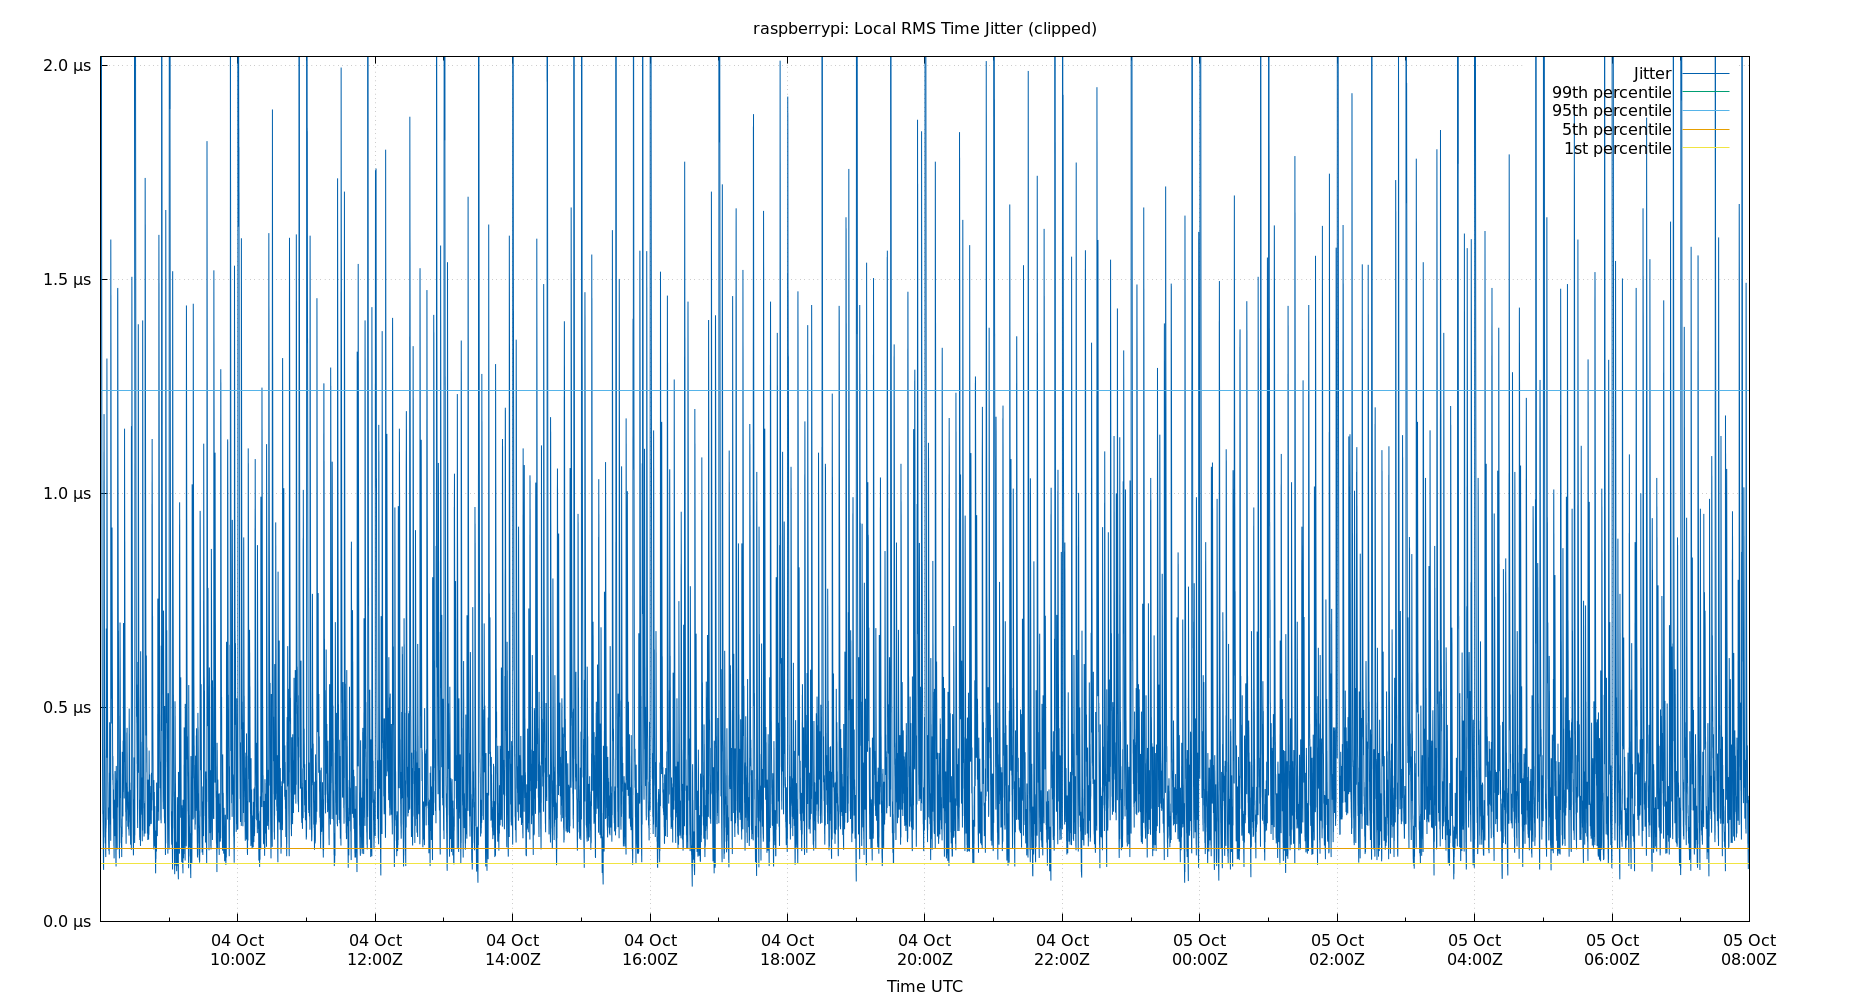 raspberrypi: Local RMS Time Jitter (clipped)
2.0 µs
1.5 µs
1.0 µs
0.5 µs
0.0 µs
Jitter
99th percentile
95th percentile
5th percentile
1st percentile
04 Oct 04 Oct 04 Oct 04 Oct 04 Oct 04 Oct 04 Oct 05 Oct 05 Oct 05 Oct 05 Oct 05 Oct
10:00Z 12:00Z 14:00Z 16:00Z 18:00Z 20:00Z 22:00Z 00:00Z 02:00Z 04:00Z 06:00Z 08:00Z
Time UTC